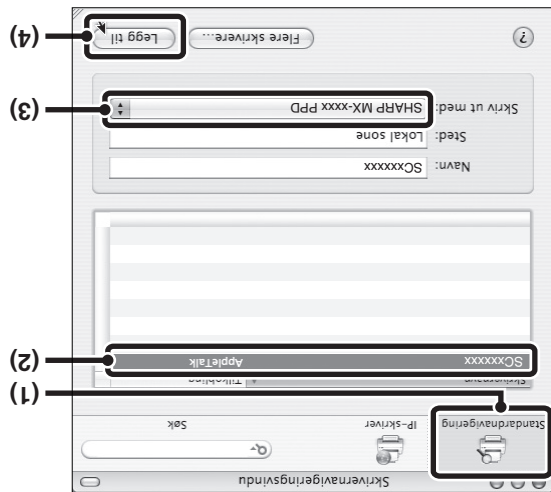 Skrivernavigeringsvindu
Standardnavigering
IP-skriver
Søk
(1)
Skrivernavn
Tilkobling
(2)
SCxxxxxx
AppleTalk
Navn: SCxxxxxx
Sted: Lokal sone
Skriv ut med: SHARP MX-xxxx PPD
(3)
?
Flere skrivere...
Legg til
(4)